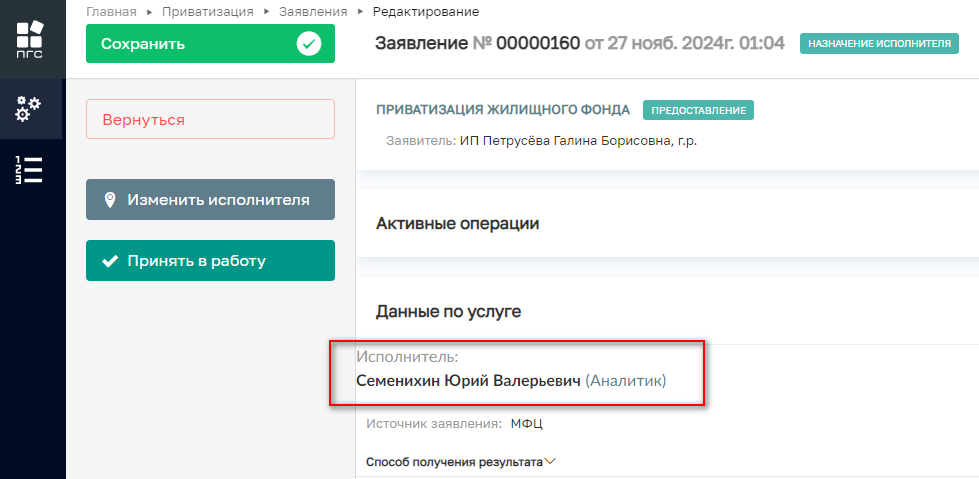 Главная ▸ Приватизация ▸ Заявления ▸ Редактирование
пгс
Сохранить
Заявление № 00000160 от 27 нояб. 2024г. 01:04 НАЗНАЧЕНИЕ ИСПОЛНИТЕЛЯ
Вернуться
Изменить исполнителя
Принять в работу
ПРИВАТИЗАЦИЯ ЖИЛИЩНОГО ФОНДА ПРЕДОСТАВЛЕНИЕ
Заявитель: ИП Петрусёва Галина Борисовна, г.р.
Активные операции
Данные по услуге
Исполнитель:
Семенихин Юрий Валерьевич (Аналитик)
Источник заявления: МФЦ
Способ получения результата